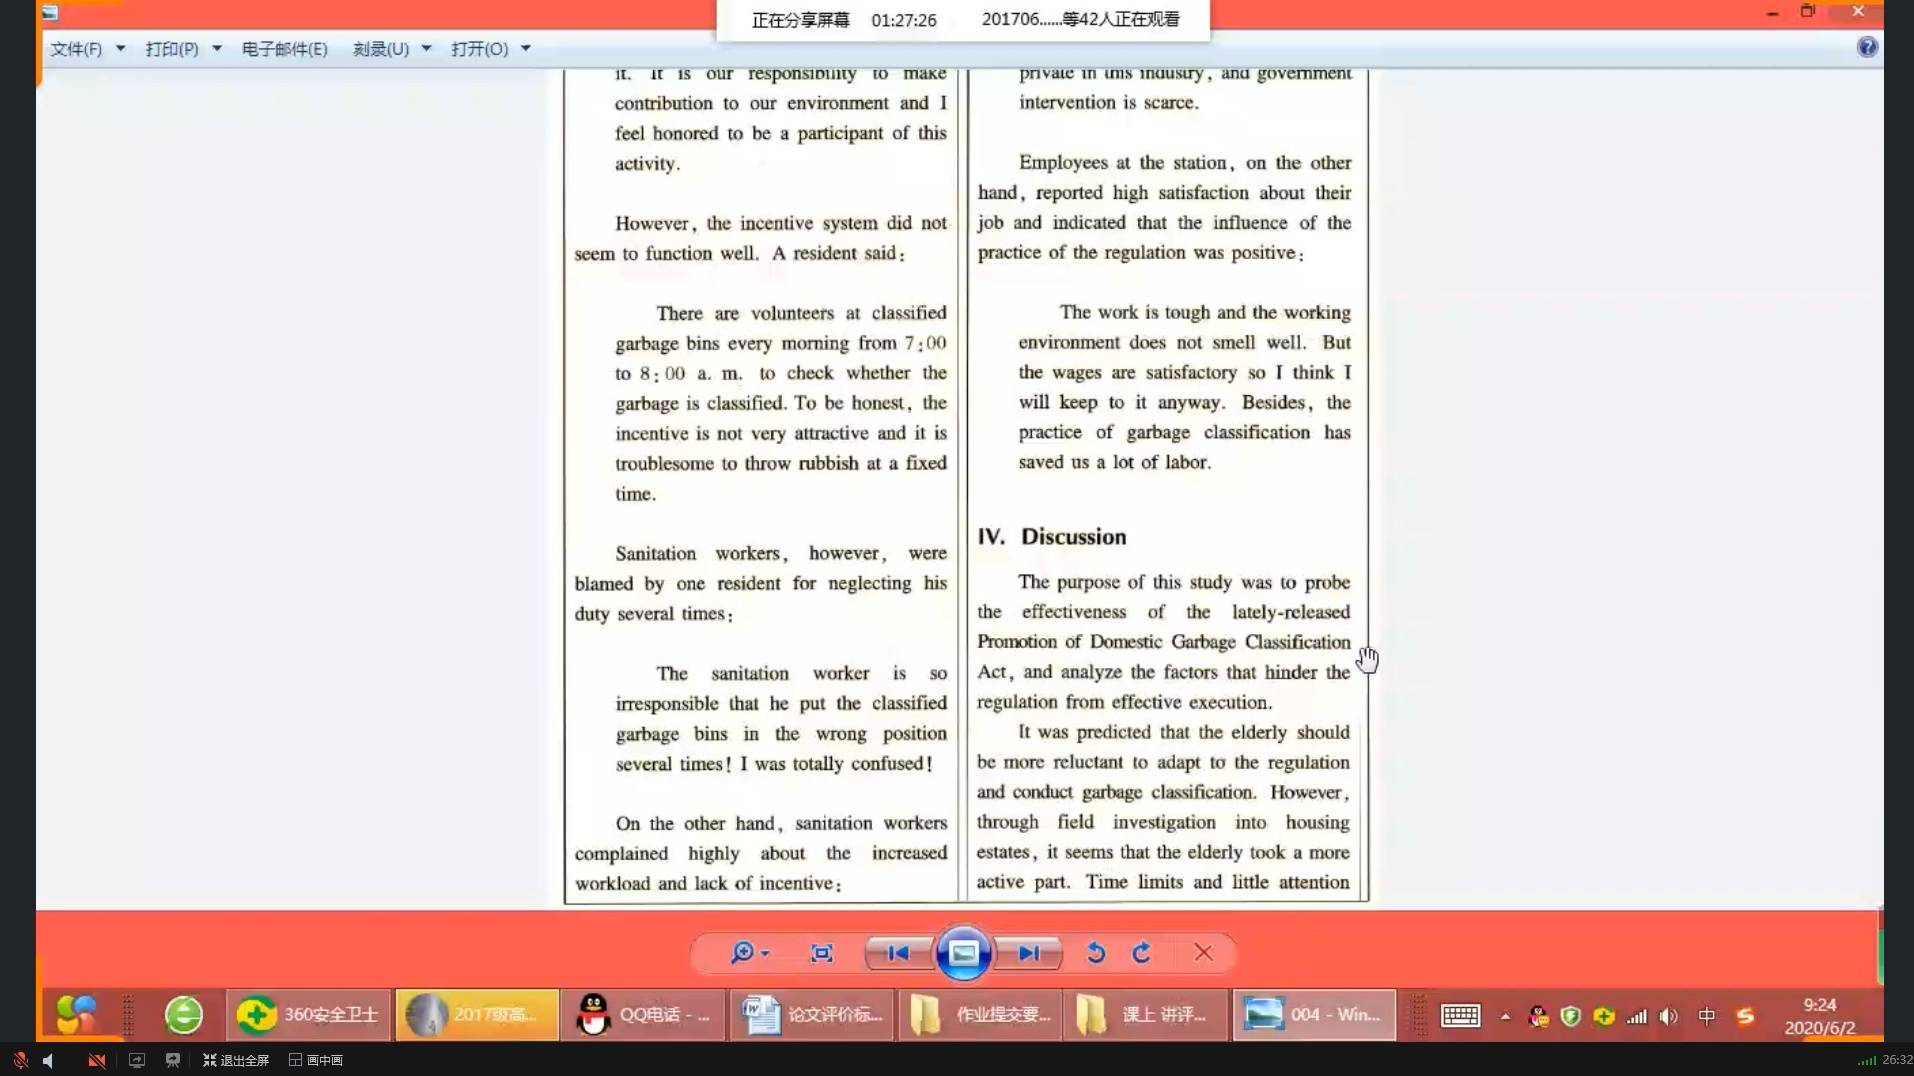 正在分享屏幕 01:27:26 201706......等42人正在观看
文件(F) 打印(P) 电子邮件(E) 刻录(U) 打开(O)
it. It is our responsibility to make
contribution to our environment and I
feel honored to be a participant of this
activity.
However, the incentive system did not
seem to function well. A resident said:
There are volunteers at classified
garbage bins every morning from 7:00
to 8:00 a. m. to check whether the
garbage is classified. To be honest, the
incentive is not very attractive and it is
troublesome to throw rubbish at a fixed
time.
Sanitation workers, however, were
blamed by one resident for neglecting his
duty several times:
The sanitation worker is so
irresponsible that he put the classified
garbage bins in the wrong position
several times! I was totally confused!
On the other hand, sanitation workers
complained highly about the increased
workload and lack of incentive:
private in this industry, and government
intervention is scarce.
Employees at the station, on the other
hand, reported high satisfaction about their
job and indicated that the influence of the
practice of the regulation was positive:
The work is tough and the working
environment does not smell well. But
the wages are satisfactory so I think I
will keep to it anyway. Besides, the
practice of garbage classification has
saved us a lot of labor.
IV. Discussion
The purpose of this study was to probe
the effectiveness of the lately-released
Promotion of Domestic Garbage Classification
Act, and analyze the factors that hinder the
regulation from effective execution.
It was predicted that the elderly should
be more reluctant to adapt to the regulation
and conduct garbage classification. However,
through field investigation into housing
estates, it seems that the elderly took a more
active part. Time limits and little attention
360安全卫士 2017级高... QQ电话 - ... 论文评价标... 作业提交要... 课上 讲评... 004 - Win... 中 9:24
2020/6/2
退出全屏 画中画 26:32